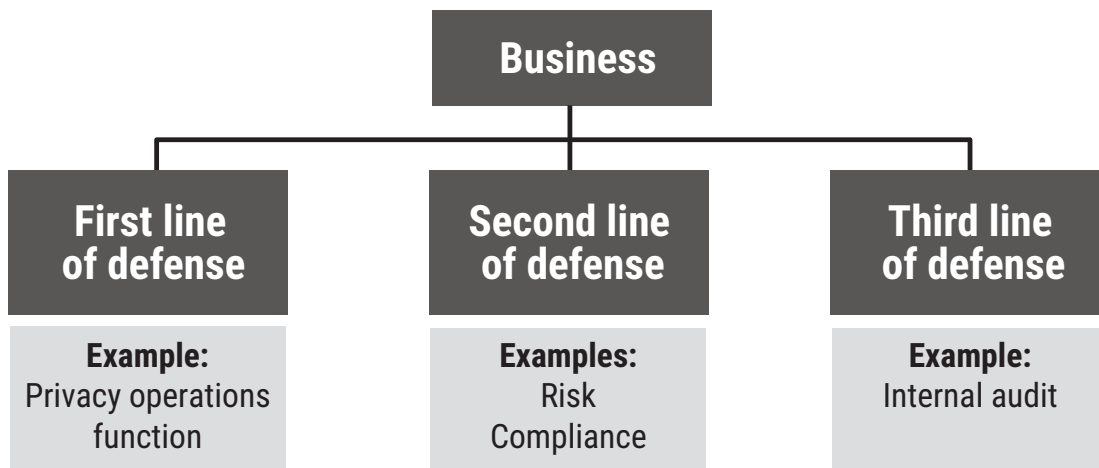 Business
First line
of defense
Second line
of defense
Third line
of defense
Example:
Privacy operations
function
Examples:
Risk
Compliance
Example:
Internal audit